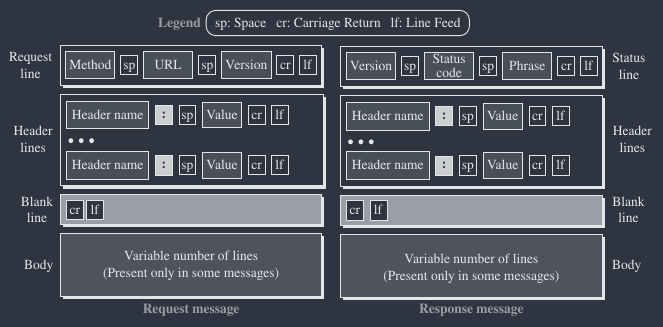 Legend sp: Space cr: Carriage Return lf: Line Feed
Request line
Method sp URL sp Version cr lf
Version sp Status code sp Phrase cr lf
Status line
Header lines
Header name : sp Value cr lf
• • •
Header name : sp Value cr lf
Header name : sp Value cr lf
• • •
Header name : sp Value cr lf
Header lines
Blank line
cr lf
cr lf
Blank line
Body
Variable number of lines
(Present only in some messages)
Variable number of lines
(Present only in some messages)
Body
Request message
Response message